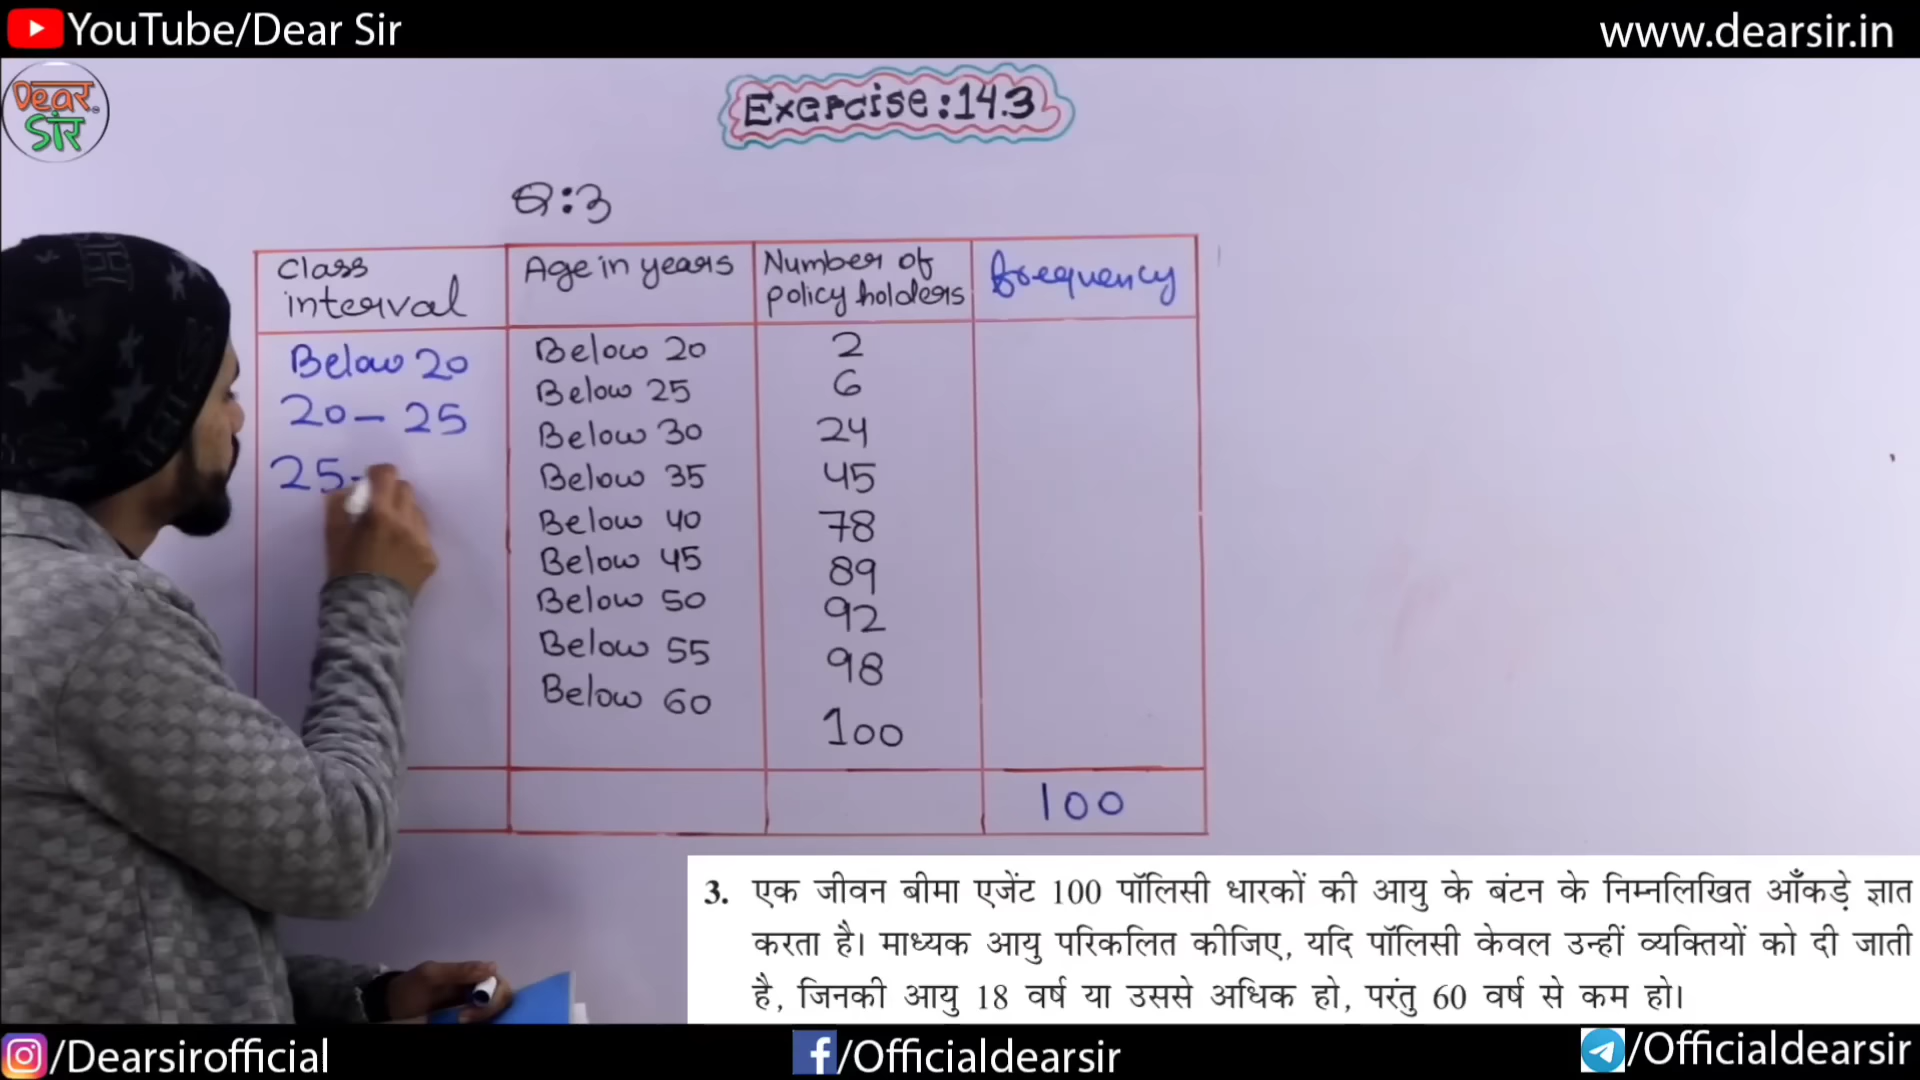 YouTube/Dear Sir
www.dearsir.in
Dear
सर
Exercise:14.3
Q:3
Class interval | Age in years | Number of policy holders | frequency
Below 20 | Below 20 | 2
20 - 25 | Below 25 | 6
25- | Below 30 | 24
Below 35 | 45
Below 40 | 78
Below 45 | 89
Below 50 | 92
Below 55 | 98
Below 60 | 100
100
3. एक जीवन बीमा एजेंट 100 पॉलिसी धारकों की आयु के बंटन के निम्नलिखित आँकड़े ज्ञात
करता है। माध्यक आयु परिकलित कीजिए, यदि पॉलिसी केवल उन्हीं व्यक्तियों को दी जाती
है, जिनकी आयु 18 वर्ष या उससे अधिक हो, परंतु 60 वर्ष से कम हो।
/Dearsirofficial
/Officialdearsir
/Officialdearsir